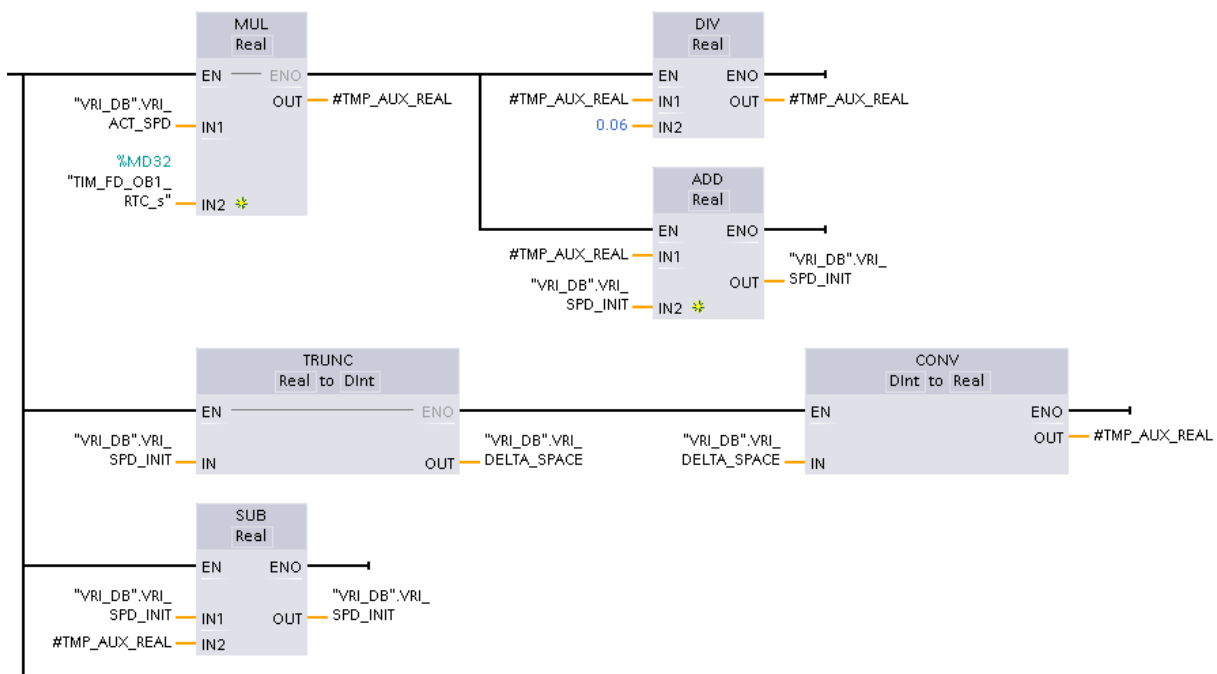 MUL
Real
EN
ENO
"VRI_DB".VRI_
ACT_SPD
IN1
OUT
#TMP_AUX_REAL
%MD32
"TIM_FD_OB1_
RTC_s"
IN2
DIV
Real
EN
ENO
#TMP_AUX_REAL
IN1
OUT
#TMP_AUX_REAL
0.06
IN2
ADD
Real
EN
ENO
#TMP_AUX_REAL
IN1
"VRI_DB".VRI_
SPD_INIT
OUT
"VRI_DB".VRI_
SPD_INIT
IN2
TRUNC
Real to DInt
EN
ENO
"VRI_DB".VRI_
SPD_INIT
IN
OUT
"VRI_DB".VRI_
DELTA_SPACE
CONV
DInt to Real
EN
ENO
"VRI_DB".VRI_
DELTA_SPACE
IN
OUT
#TMP_AUX_REAL
SUB
Real
EN
ENO
"VRI_DB".VRI_
SPD_INIT
IN1
OUT
"VRI_DB".VRI_
SPD_INIT
#TMP_AUX_REAL
IN2